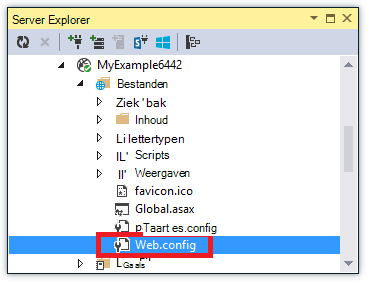 Server Explorer
MyExample6442
Bestanden
Ziek'bak
Inhoud
Li lettertypen
IL' Scripts
II' Weergaven
favicon.ico
Global.asax
pTaart es.config
Web.config